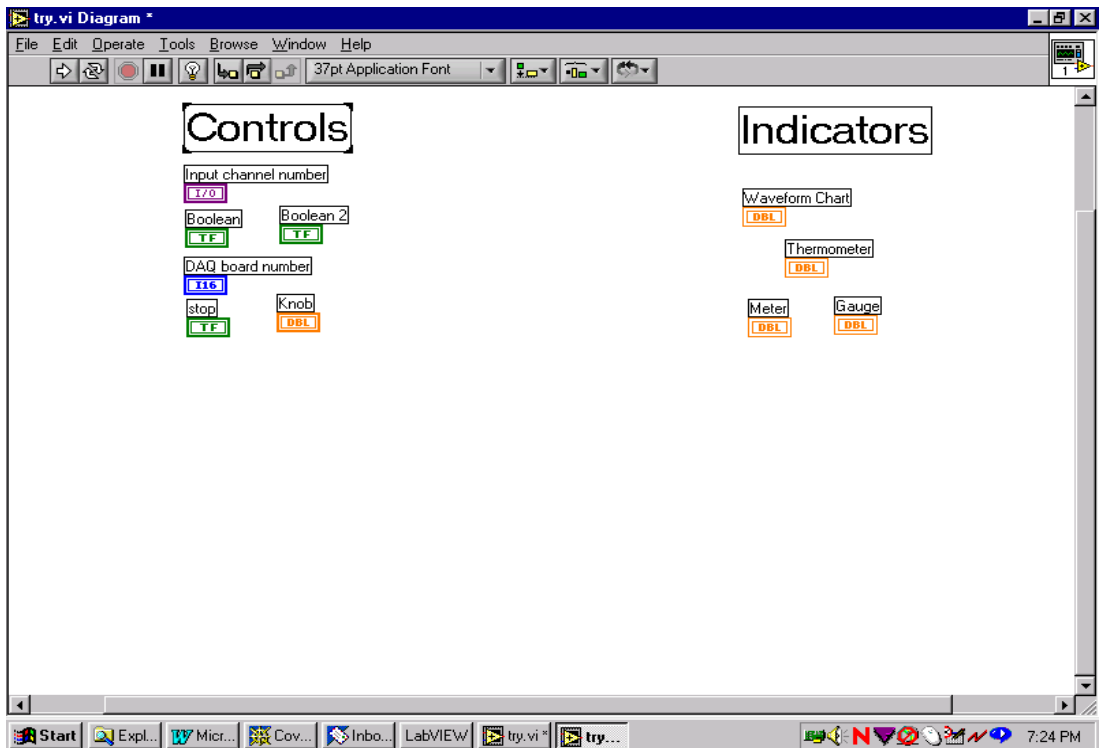 try.vi Diagram *
File Edit Operate Tools Browse Window Help
37pt Application Font
1
Controls
Indicators
Input channel number
I/O
Waveform Chart
DBL
Boolean
Boolean 2
TF
TF
Thermometer
DBL
DAQ board number
I16
stop
Knob
TF
DBL
Meter
Gauge
DBL
DBL
Start Expl... Micr... Cov... Inbo... LabVIEW try.vi * try... 7:24 PM